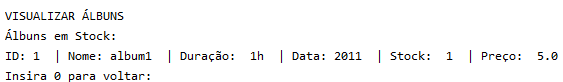 VISUALIZAR ÁLBUNS
Álbuns em Stock:
ID: 1 | Nome: album1 | Duração: 1h | Data: 2011 | Stock: 1 | Preço: 5.0
Insira 0 para voltar: